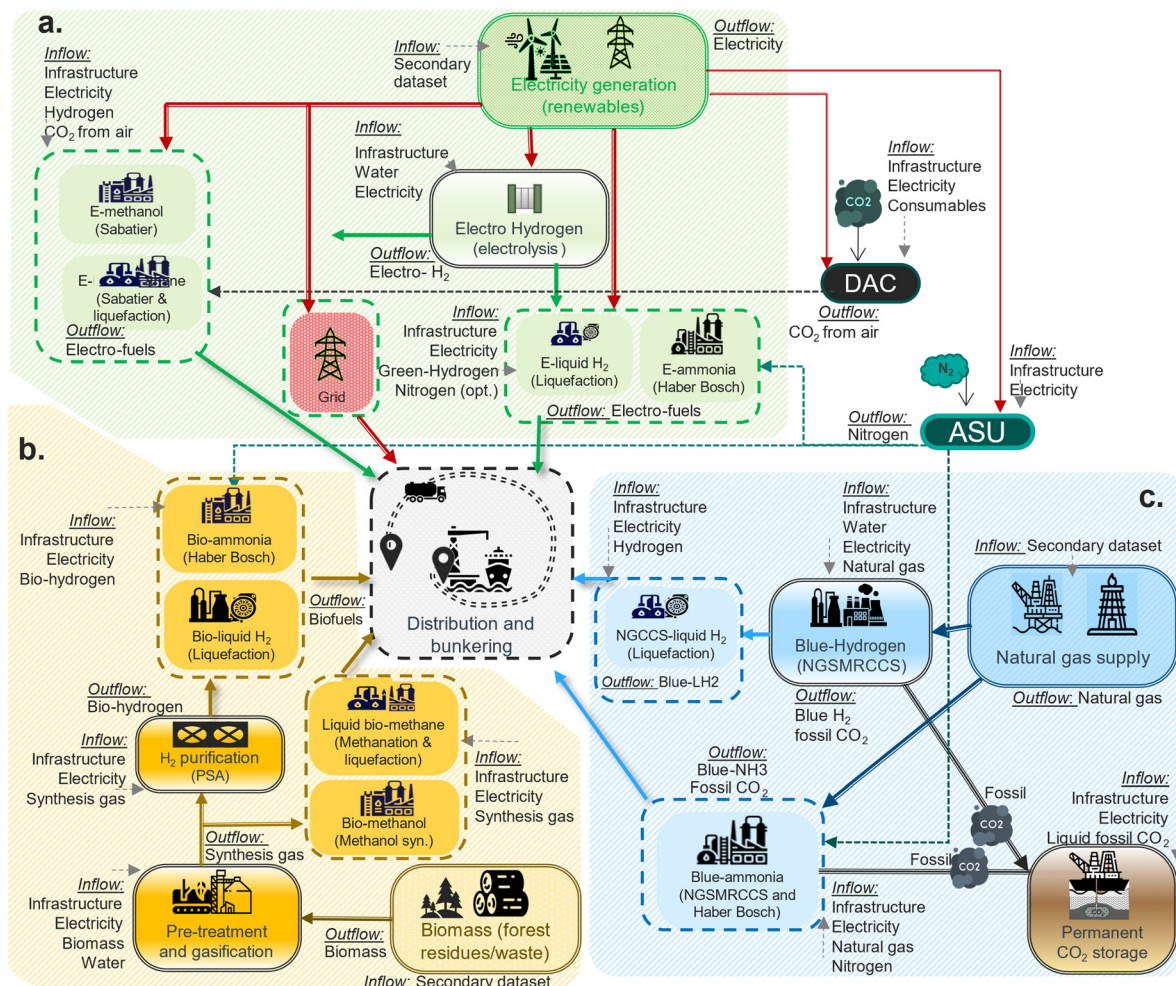 a.
Inflow:
Infrastructure
Electricity
Hydrogen
CO₂ from air
E-methanol
(Sabatier)
(Sabatier &
liquefaction)
Outflow:
Electro-fuels
Inflow:
Secondary
dataset
Electricity generation
(renewables)
Outflow:
Electricity
Inflow:
Infrastructure
Water
Electricity
Electro Hydrogen
(electrolysis)
Outflow:
Electro- H₂
Inflow:
Infrastructure
Electricity
Consumables
CO2
DAC
Outflow:
CO₂ from air
Grid
Inflow:
Infrastructure
Electricity
Green-Hydrogen
Nitrogen (opt.)
E-liquid H₂
(Liquefaction)
E-ammonia
(Haber Bosch)
Outflow: Electro-fuels
N₂
Inflow:
Infrastructure
Electricity
Outflow:
Nitrogen
ASU
b.
Inflow:
Infrastructure
Electricity
Bio-hydrogen
Bio-ammonia
(Haber Bosch)
Bio-liquid H₂
(Liquefaction)
Outflow:
Biofuels
Distribution and
bunkering
Outflow:
Bio-hydrogen
Inflow:
Infrastructure
Electricity
Synthesis gas
H₂ purification
(PSA)
Liquid bio-methane
(Methanation &
liquefaction)
Bio-methanol
(Methanol syn.)
Inflow:
Infrastructure
Electricity
Synthesis gas
Outflow:
Synthesis gas
Inflow:
Infrastructure
Electricity
Biomass
Water
Pre-treatment
and gasification
Outflow:
Biomass
Biomass (forest
residues/waste)
Inflow: Secondary dataset
c.
Inflow:
Infrastructure
Electricity
Hydrogen
NGCCS-liquid H₂
(Liquefaction)
Outflow: Blue-LH2
Inflow:
Infrastructure
Water
Electricity
Natural gas
Blue-Hydrogen
(NGSMRCCS)
Outflow:
Blue H₂
fossil CO₂
Inflow: Secondary dataset
Natural gas supply
Outflow: Natural gas
Outflow:
Blue-NH3
Fossil CO₂
Blue-ammonia
(NGSMRCCS and
Haber Bosch)
Inflow:
Infrastructure
Electricity
Natural gas
Nitrogen
Fossil
CO2
Fossil
CO2
Inflow:
Infrastructure
Electricity
Liquid fossil CO₂
CO₂
Permanent
CO₂ storage